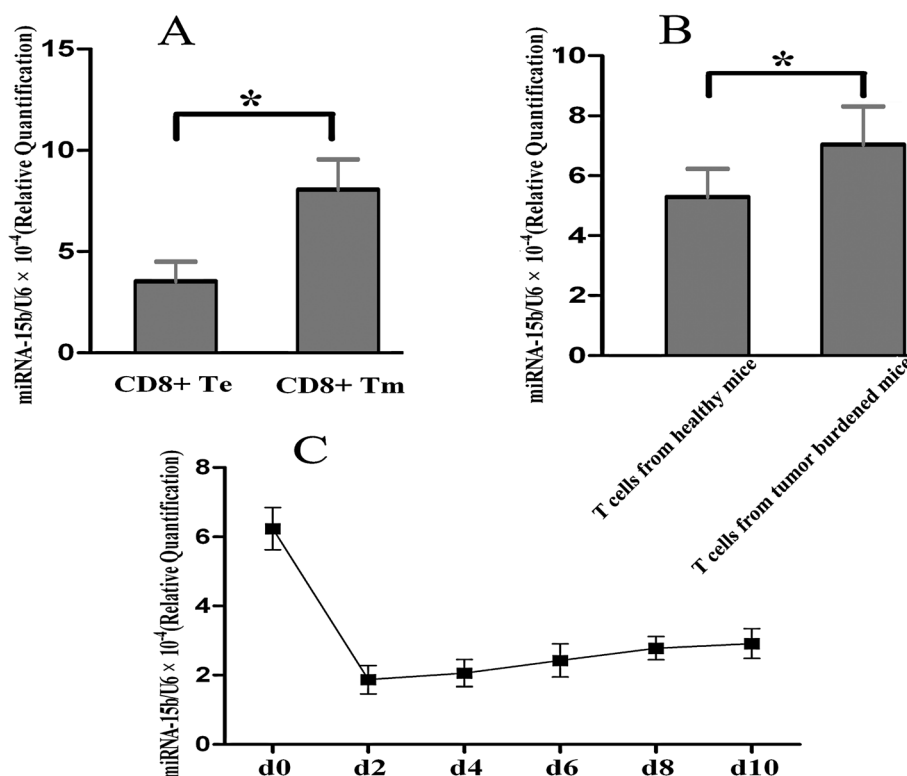 A
miRNA-15b/U6 × 10⁻⁴(Relative Quantification)
15
10
5
0
*
CD8+ Te
CD8+ Tm
B
miRNA-15b/U6 × 10⁻⁴(Relative Quantification)
10
8
6
4
2
0
*
T cells from healthy mice
T cells from tumor burdened mice
C
miRNA-15b/U6 × 10⁻⁴(Relative Quantification)
8
6
4
2
0
d0
d2
d4
d6
d8
d10